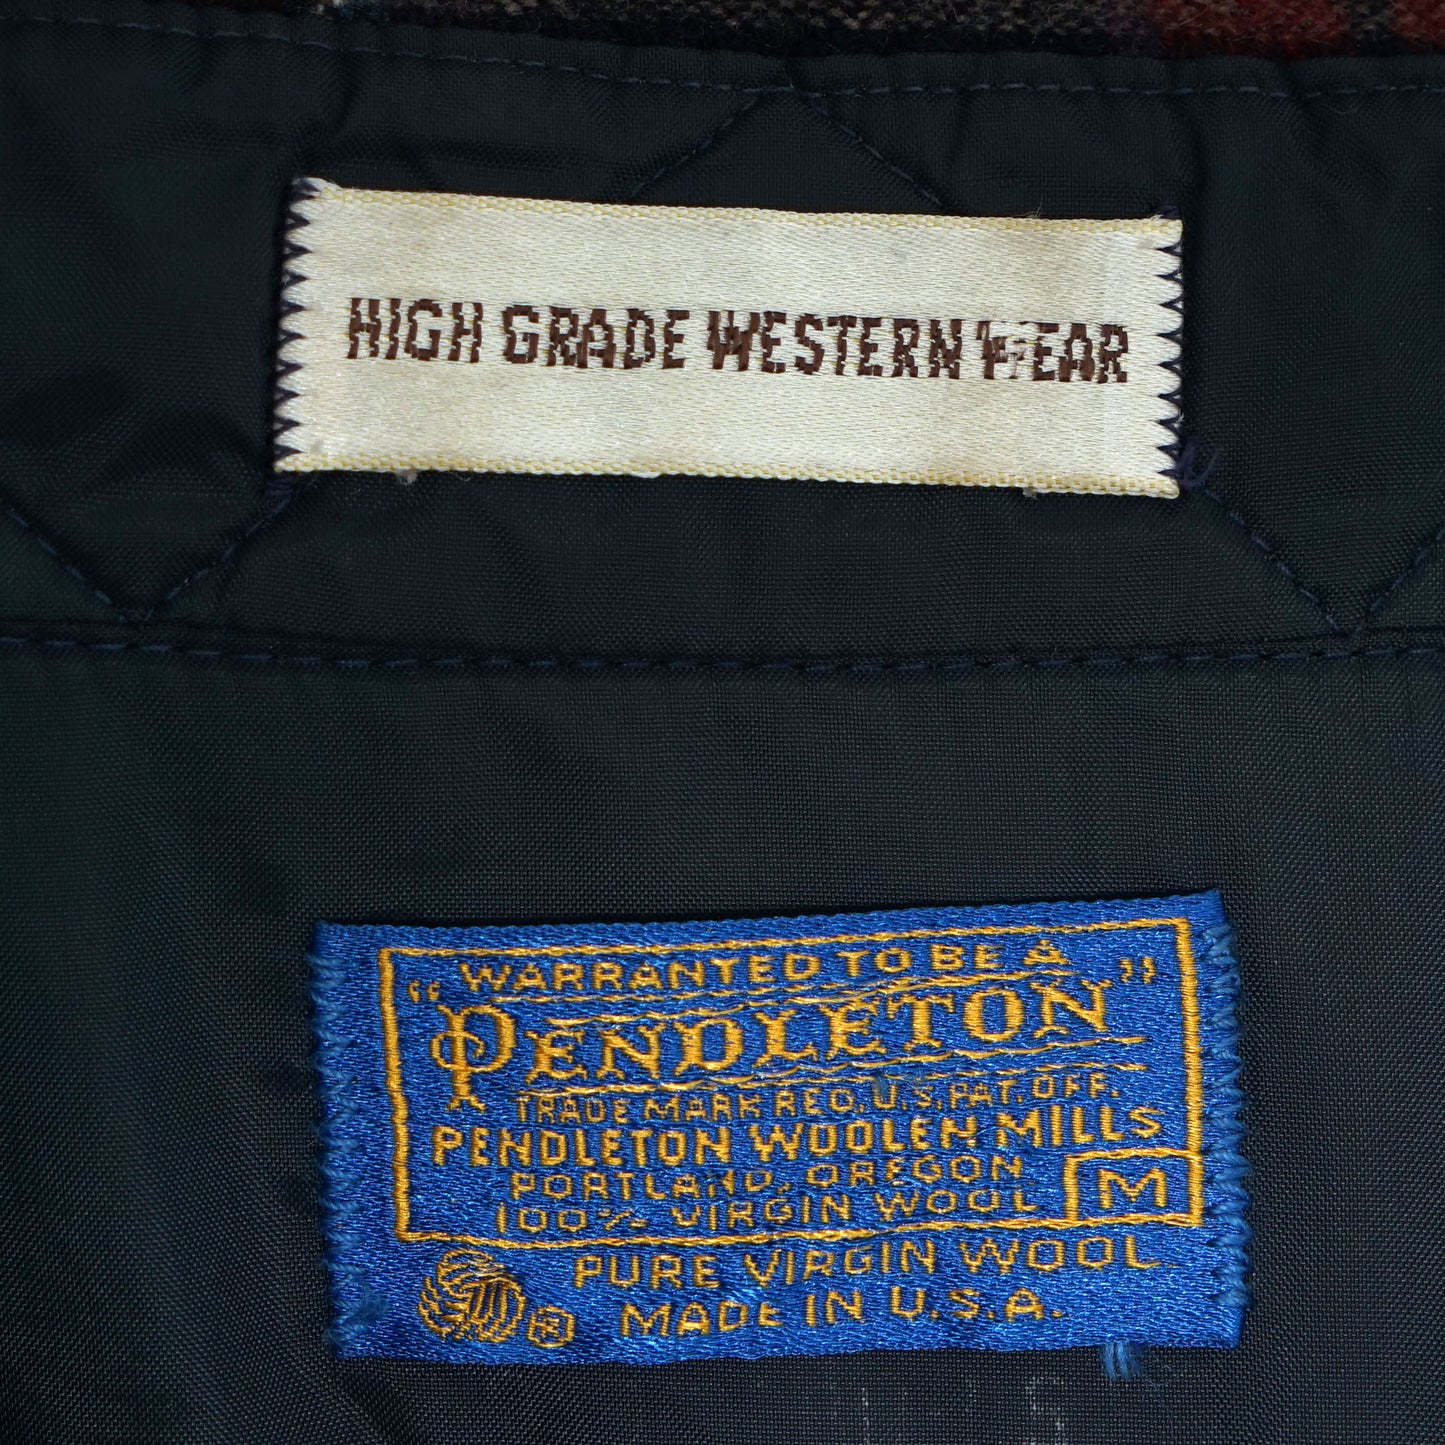 HIGH GRADE WESTERN WEAR
WARRANTED TO BE A
"PENDLETON"
TRADE MARK REG. U.S. PAT. OFF.
PENDLETON WOOLEN MILLS
PORTLAND, OREGON
100% VIRGIN WOOL M
PURE VIRGIN WOOL
® MADE IN U.S.A.